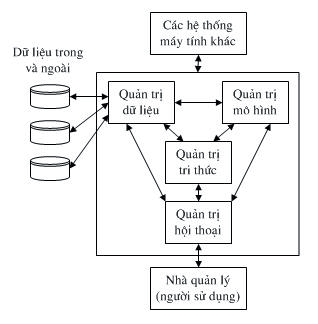 Các hệ thống
máy tính khác
Dữ liệu trong
và ngoài
Quản trị
dữ liệu
Quản trị
mô hình
Quản trị
tri thức
Quản trị
hội thoại
Nhà quản lý
(người sử dụng)